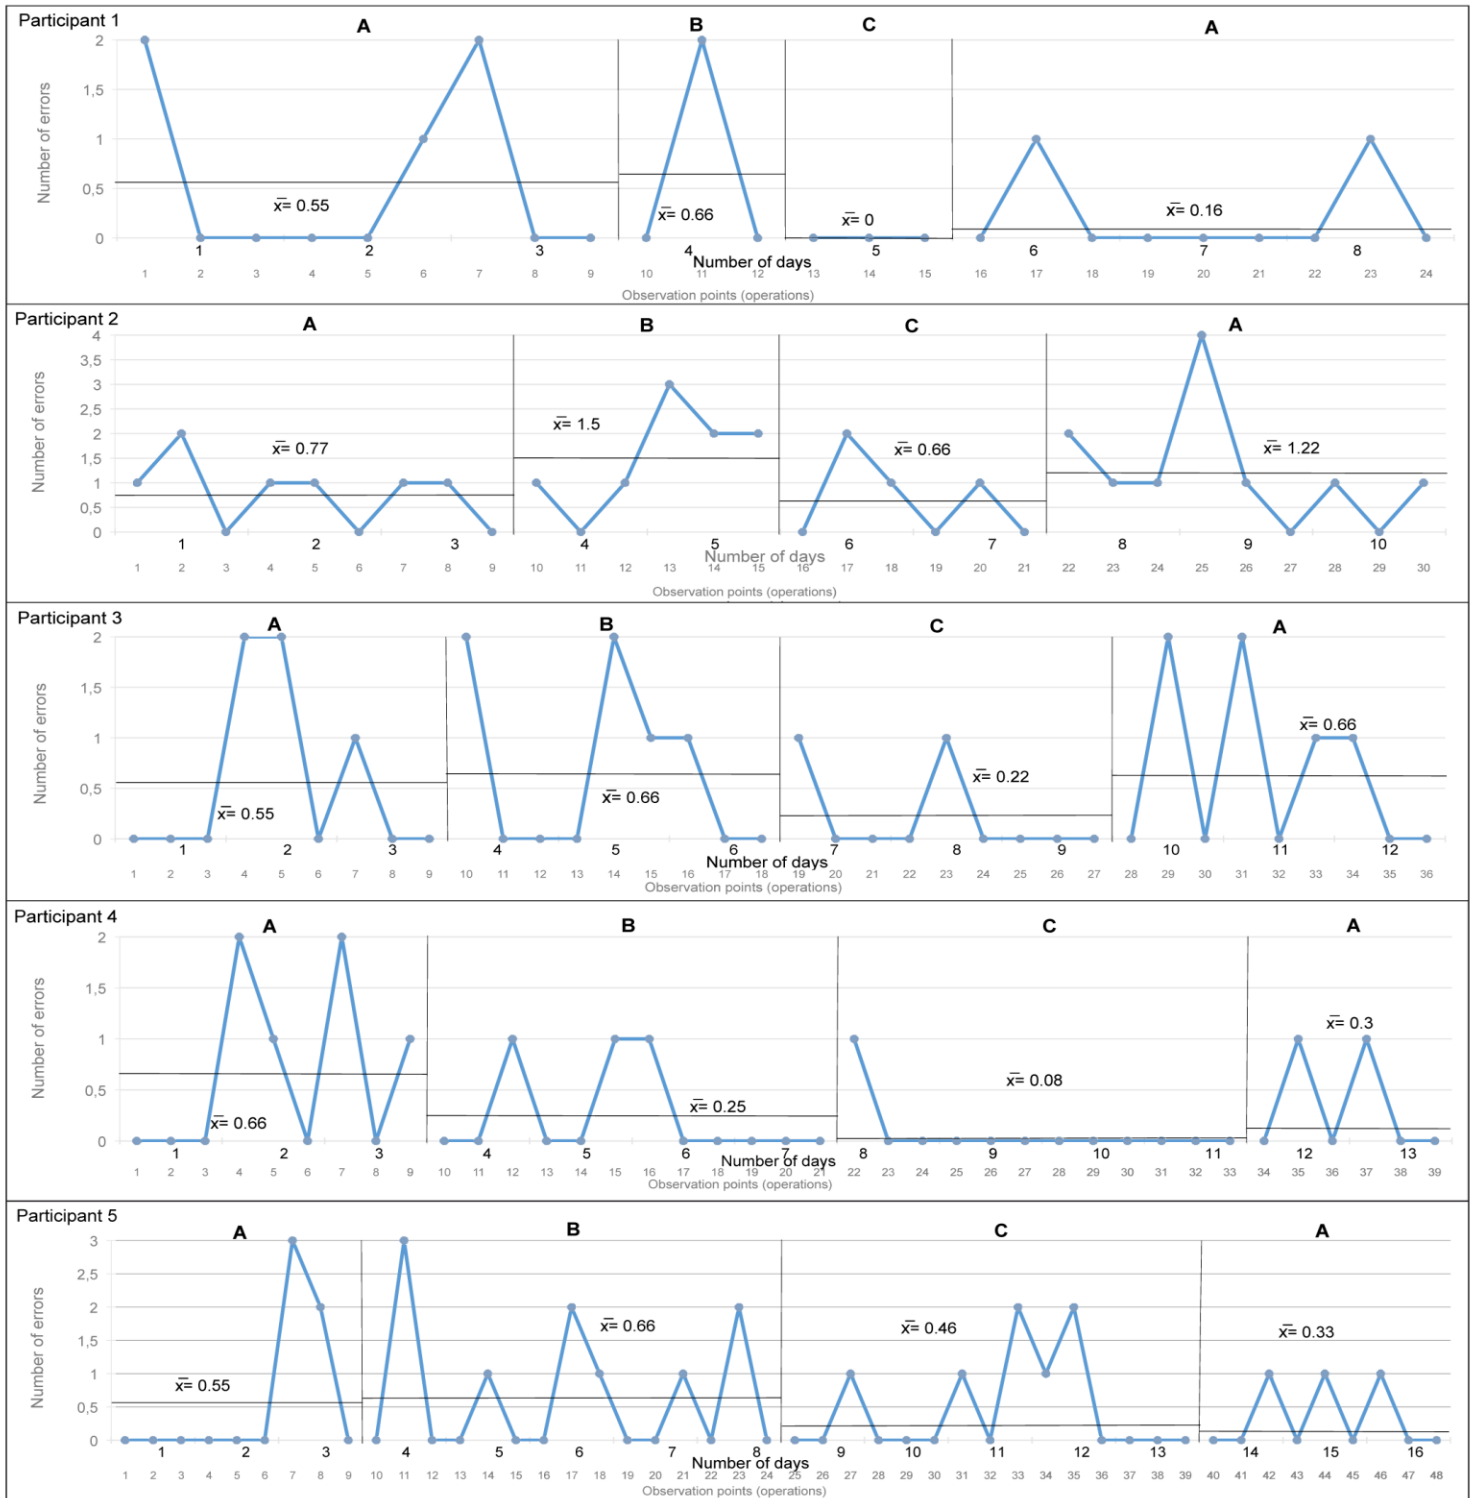 Participant 1
A B C A
Number of errors
2
1,5
1
0,5
0
x̅= 0.55
x̅= 0.66
x̅= 0
x̅= 0.16
1 2 3 4 5 6 7 8
Number of days
1 2 3 4 5 6 7 8 9 10 11 12 13 14 15 16 17 18 19 20 21 22 23 24
Observation points (operations)
Participant 2
A B C A
Number of errors
4
3,5
3
2,5
2
1,5
1
0,5
0
x̅= 0.77
x̅= 1.5
x̅= 0.66
x̅= 1.22
1 2 3 4 5 6 7 8 9 10
Number of days
1 2 3 4 5 6 7 8 9 10 11 12 13 14 15 16 17 18 19 20 21 22 23 24 25 26 27 28 29 30
Observation points (operations)
Participant 3
A B C A
Number of errors
2
1,5
1
0,5
0
x̅= 0.55
x̅= 0.66
x̅= 0.22
x̅= 0.66
1 2 3 4 5 6 7 8 9 10 11 12
Number of days
1 2 3 4 5 6 7 8 9 10 11 12 13 14 15 16 17 18 19 20 21 22 23 24 25 26 27 28 29 30 31 32 33 34 35 36
Observation points (operations)
Participant 4
A B C A
Number of errors
2
1,5
1
0,5
0
x̅= 0.66
x̅= 0.25
x̅= 0.08
x̅= 0.3
1 2 3 4 5 6 7 8 9 10 11 12 13
Number of days
1 2 3 4 5 6 7 8 9 10 11 12 13 14 15 16 17 18 19 20 21 22 23 24 25 26 27 28 29 30 31 32 33 34 35 36 37 38 39
Observation points (operations)
Participant 5
A B C A
Number of errors
3
2,5
2
1,5
1
0,5
0
x̅= 0.55
x̅= 0.66
x̅= 0.46
x̅= 0.33
1 2 3 4 5 6 7 8 9 10 11 12 13 14 15 16
Number of days
1 2 3 4 5 6 7 8 9 10 11 12 13 14 15 16 17 18 19 20 21 22 23 24 25 26 27 28 29 30 31 32 33 34 35 36 37 38 39 40 41 42 43 44 45 46 47 48
Observation points (operations)